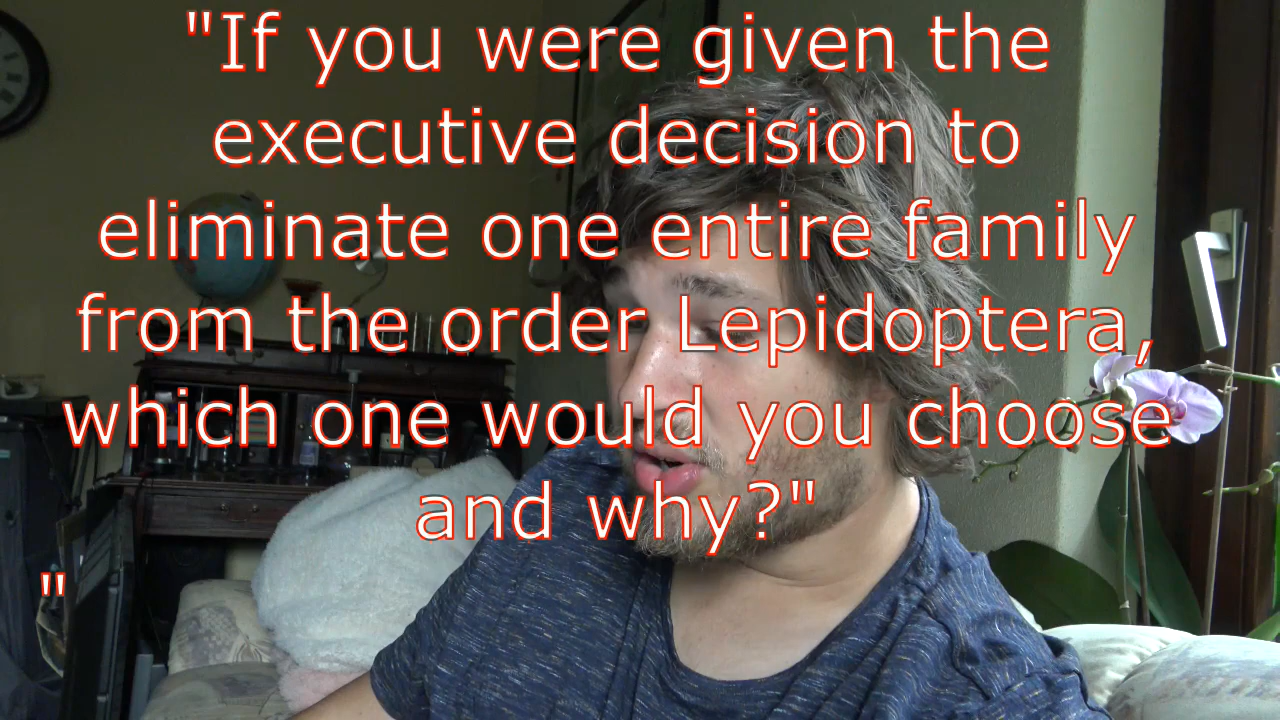 "If you were given the
executive decision to
eliminate one entire family
from the order Lepidoptera,
which one would you choose
and why?"
"